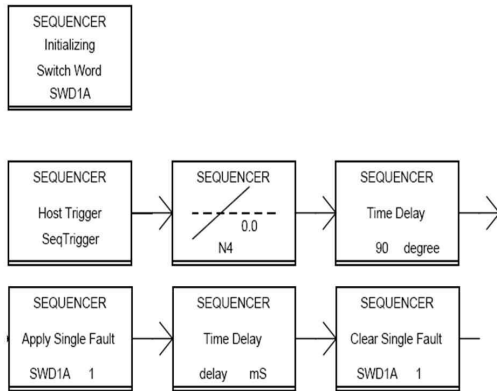 SEQUENCER
Initializing
Switch Word
SWD1A
SEQUENCER
Host Trigger
SeqTrigger
SEQUENCER
0.0
N4
SEQUENCER
Time Delay
90 degree
SEQUENCER
Apply Single Fault
SWD1A 1
SEQUENCER
Time Delay
delay mS
SEQUENCER
Clear Single Fault
SWD1A 1